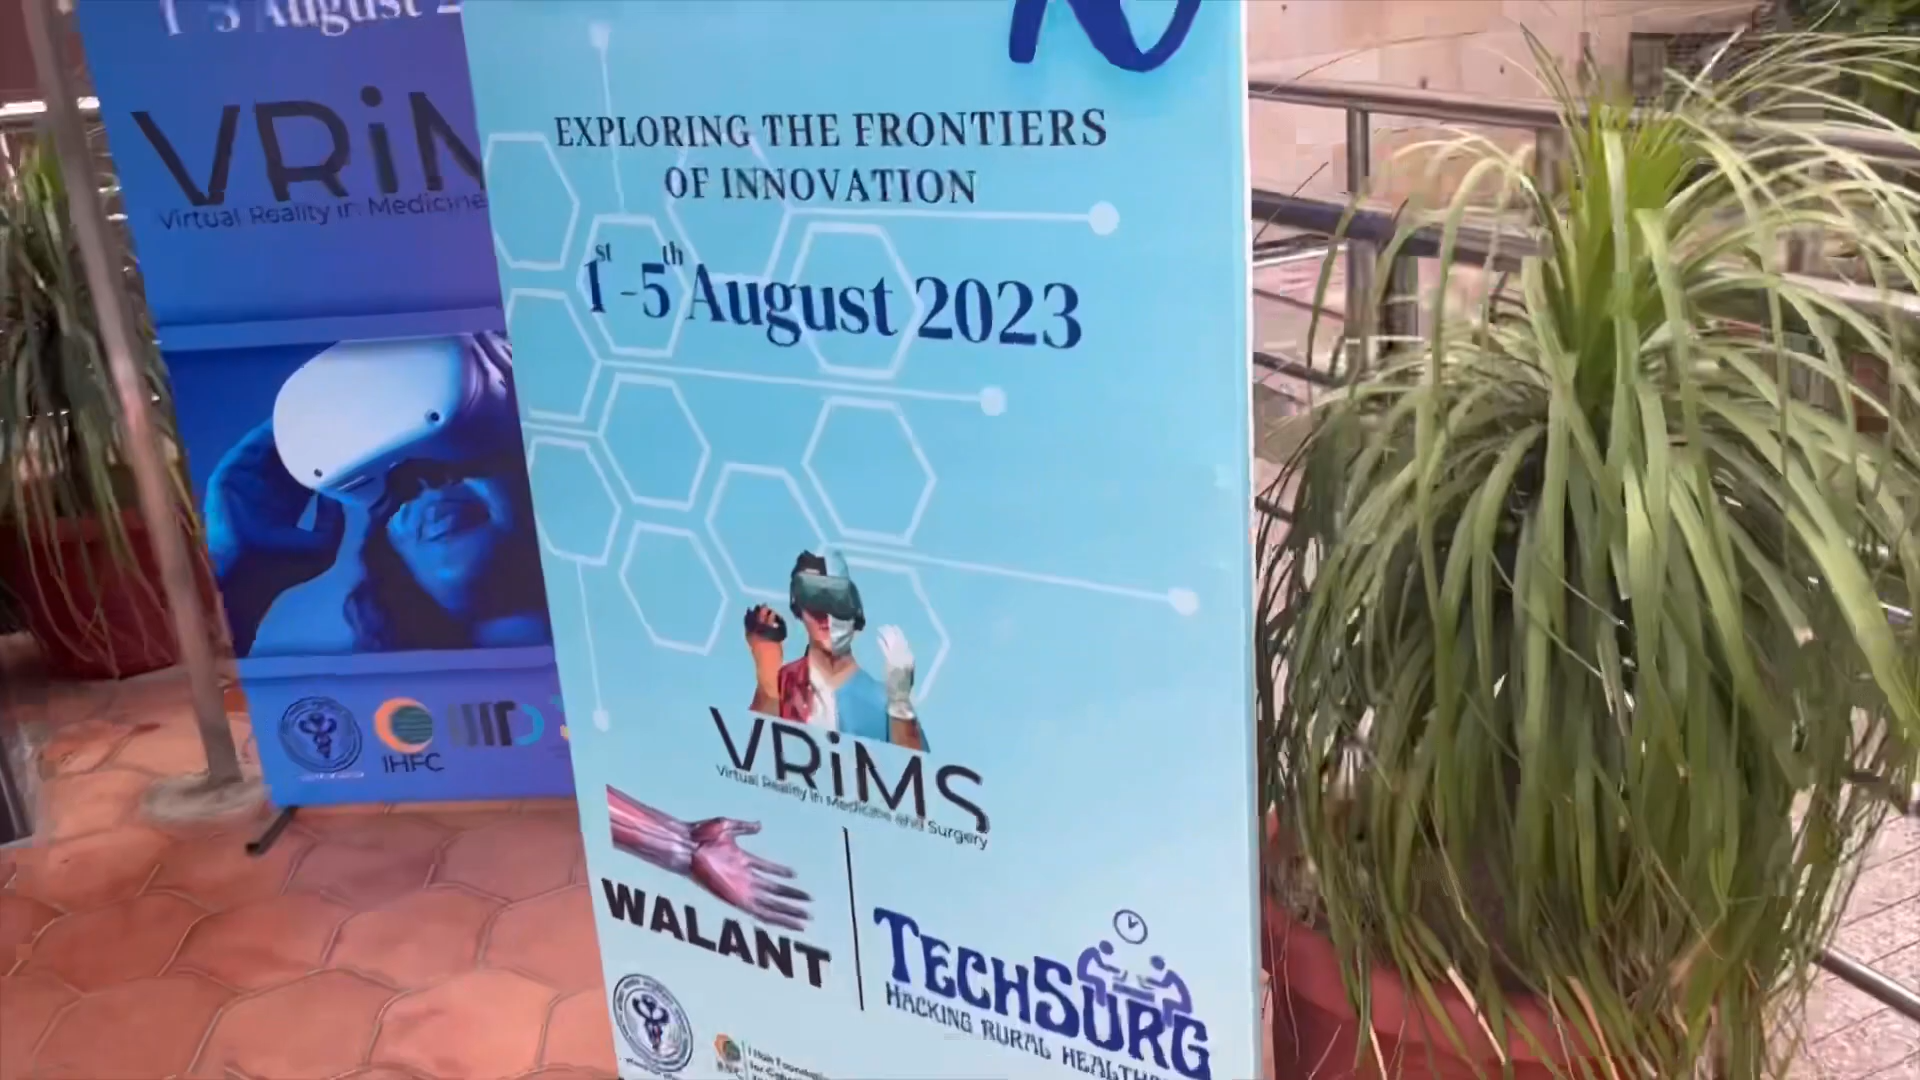 August
VRiM
Virtual Reality in Medicine
IHFC
EXPLORING THE FRONTIERS
OF INNOVATION
1st-5th August 2023
VRiMS
Virtual Reality in Medicine and Surgery
WALANT
TECHSURG
HACKING RURAL